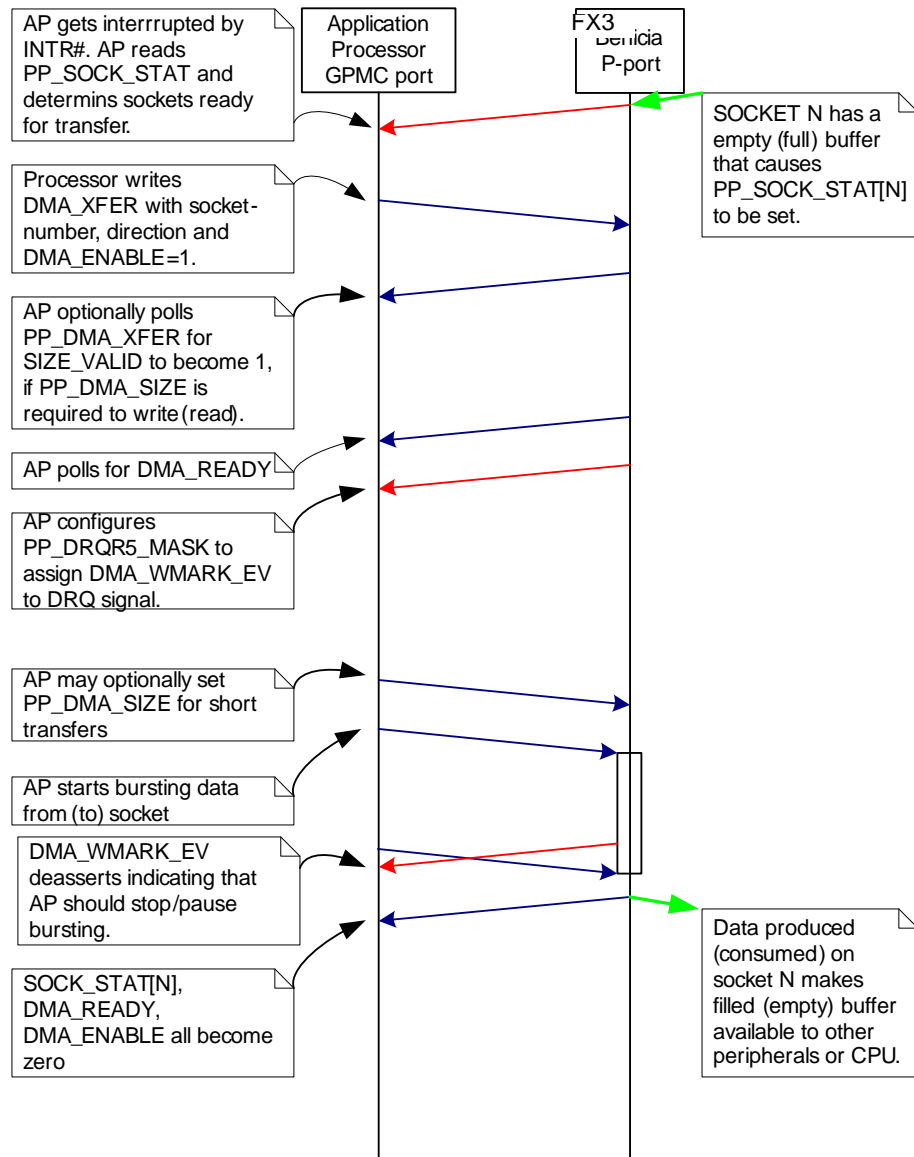 AP gets interrrupted by
INTR#. AP reads
PP_SOCK_STAT and
determins sockets ready
for transfer.
Application
Processor
GPMC port
FX3
Benicia
P-port
SOCKET N has a
empty (full) buffer
that causes
PP_SOCK_STAT[N]
to be set.
Processor writes
DMA_XFER with socket-
number, direction and
DMA_ENABLE=1.
AP optionally polls
PP_DMA_XFER for
SIZE_VALID to become 1,
if PP_DMA_SIZE is
required to write (read).
AP polls for DMA_READY
AP configures
PP_DRQR5_MASK to
assign DMA_WMARK_EV
to DRQ signal.
AP may optionally set
PP_DMA_SIZE for short
transfers
AP starts bursting data
from (to) socket
DMA_WMARK_EV
deasserts indicating that
AP should stop/pause
bursting.
SOCK_STAT[N],
DMA_READY,
DMA_ENABLE all become
zero
Data produced
(consumed) on
socket N makes
filled (empty) buffer
available to other
peripherals or CPU.